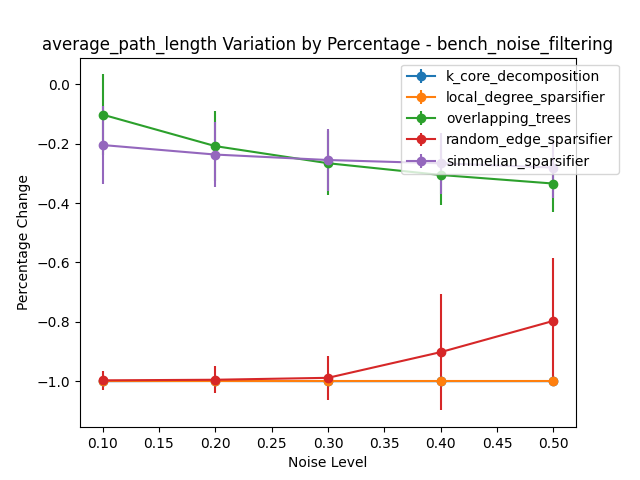 average_path_length Variation by Percentage - bench_noise_filtering
k_core_decomposition
local_degree_sparsifier
overlapping_trees
random_edge_sparsifier
simmelian_sparsifier
Percentage Change
0.0
−0.2
−0.4
−0.6
−0.8
−1.0
0.10 0.15 0.20 0.25 0.30 0.35 0.40 0.45 0.50
Noise Level